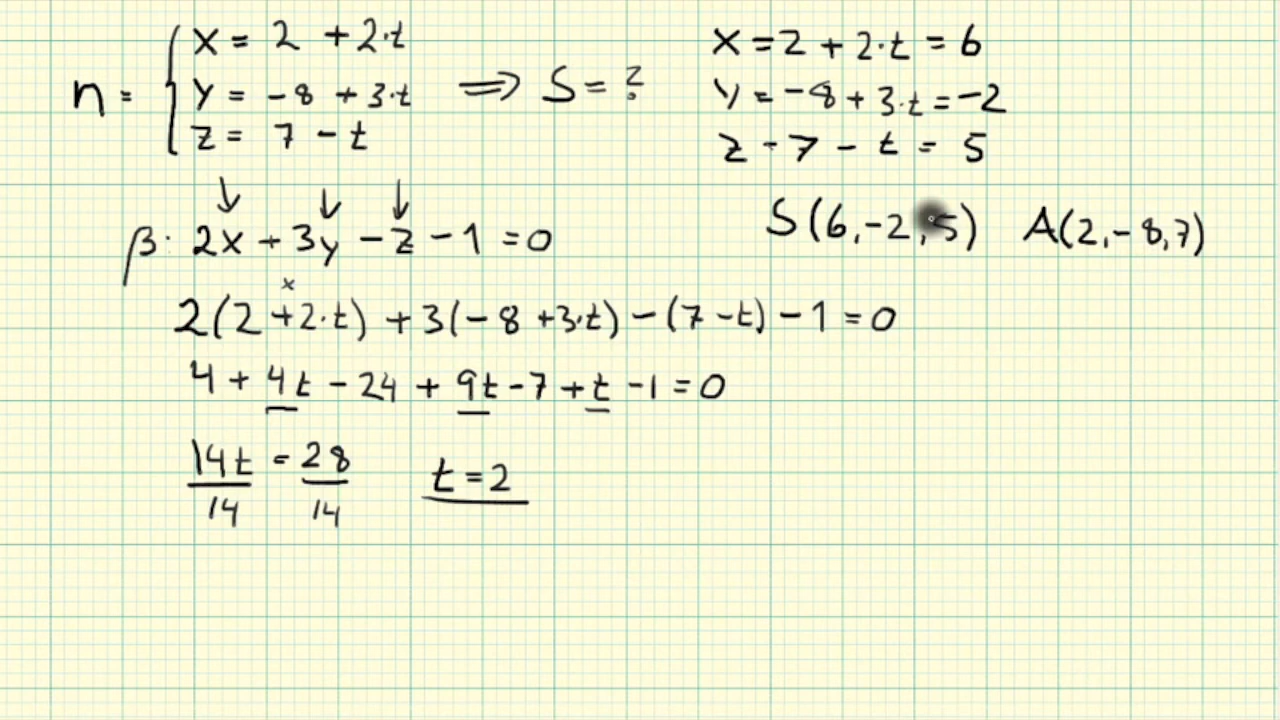 n = { x = 2 + 2·t
y = -8 + 3·t ⟹ S = ?
z = 7 - t
↓ ↓ ↓
β: 2x + 3y - z - 1 = 0
x
2(2 + 2·t) + 3(-8 + 3·t) - (7 - t) - 1 = 0
4 + 4t - 24 + 9t - 7 + t - 1 = 0
14t = 28 t = 2
14 14
x = 2 + 2·t = 6
y = -8 + 3·t = -2
z - 7 - t = 5
S(6, -2, 5) A(2, -8, 7)